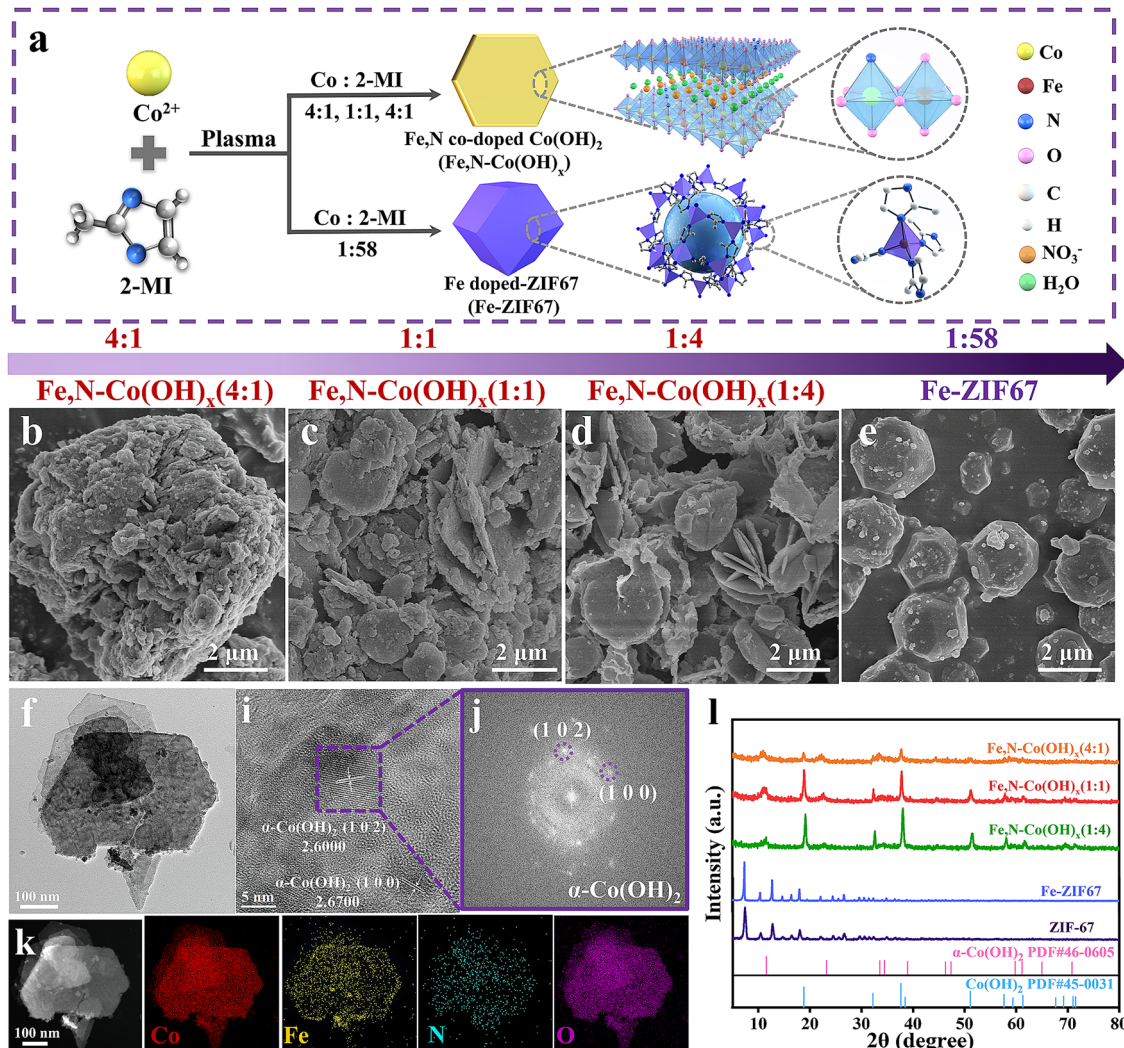 a
Co²⁺
2-MI
Plasma
Co : 2-MI
4:1, 1:1, 4:1
Fe,N co-doped Co(OH)₂
(Fe,N-Co(OH)ₓ)
Co : 2-MI
1:58
Fe doped-ZIF67
(Fe-ZIF67)
Co
Fe
N
O
C
H
NO₃⁻
H₂O
4:1 1:1 1:4 1:58
Fe,N-Co(OH)ₓ(4:1) Fe,N-Co(OH)ₓ(1:1) Fe,N-Co(OH)ₓ(1:4) Fe-ZIF67
b
2 μm
c
2 μm
d
2 μm
e
2 μm
f
100 nm
i
α-Co(OH)₂ (1 0 2)
2.6000
α-Co(OH)₂ (1 0 0)
2.6700
5 nm
j
(1 0 2)
(1 0 0)
α-Co(OH)₂
k
100 nm
Co
Fe
N
O
l
Fe,N-Co(OH)ₓ(4:1)
Fe,N-Co(OH)ₓ(1:1)
Fe,N-Co(OH)ₓ(1:4)
Fe-ZIF67
ZIF-67
α-Co(OH)₂ PDF#46-0605
Co(OH)₂ PDF#45-0031
Intensity (a.u.)
10 20 30 40 50 60 70 80
2θ (degree)